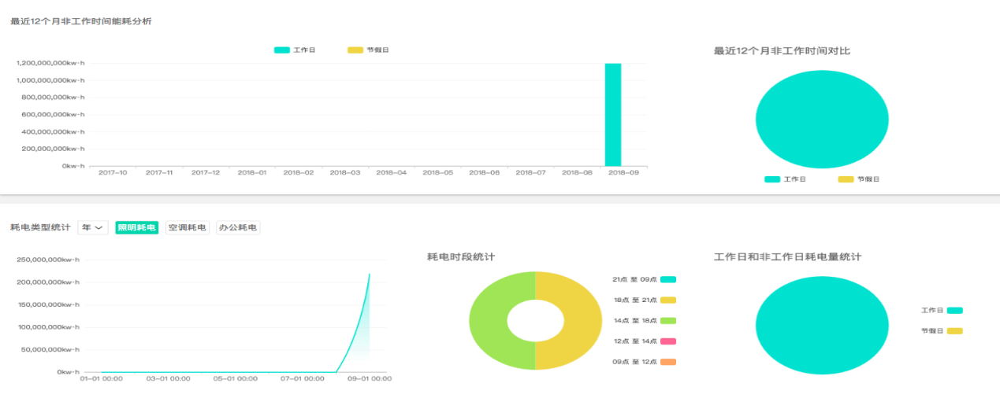 最近12个月非工作时间能耗分析
工作日 节假日
1,200,000,000kw-h
1,000,000,000kw-h
800,000,000kw-h
600,000,000kw-h
400,000,000kw-h
200,000,000kw-h
0kw-h
2017-10 2017-11 2017-12 2018-01 2018-02 2018-03 2018-04 2018-05 2018-06 2018-07 2018-08 2018-09
最近12个月非工作时间对比
工作日 节假日
耗电类型统计 年 照明耗电 空调耗电 办公耗电
250,000,000kw-h
200,000,000kw-h
150,000,000kw-h
100,000,000kw-h
50,000,000kw-h
0kw-h
01-01 00:00 03-01 00:00 05-01 00:00 07-01 00:00 09-01 00:00
耗电时段统计
21点 至 09点
18点 至 21点
14点 至 18点
12点 至 14点
09点 至 12点
工作日和非工作日耗电量统计
工作日
节假日